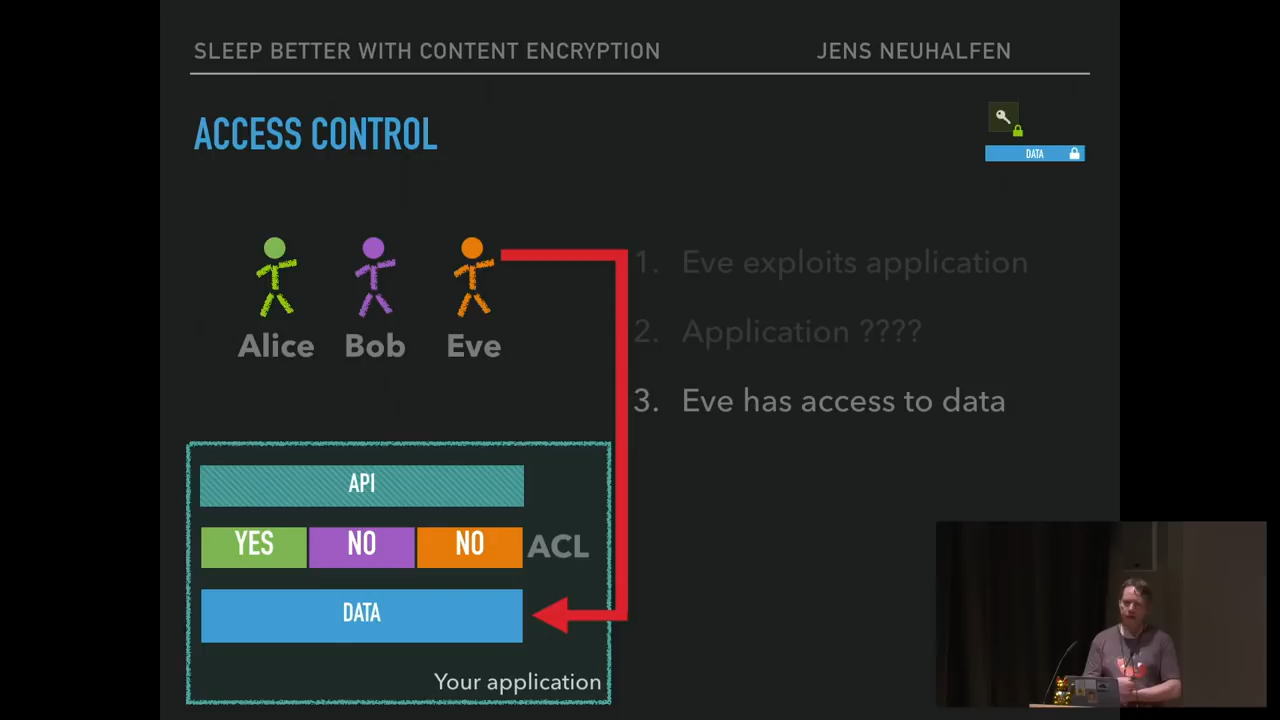 SLEEP BETTER WITH CONTENT ENCRYPTION
JENS NEUHALFEN
ACCESS CONTROL
DATA
Alice
Bob
Eve
1. Eve exploits application
2. Application ????
3. Eve has access to data
API
YES
NO
NO
ACL
DATA
Your application